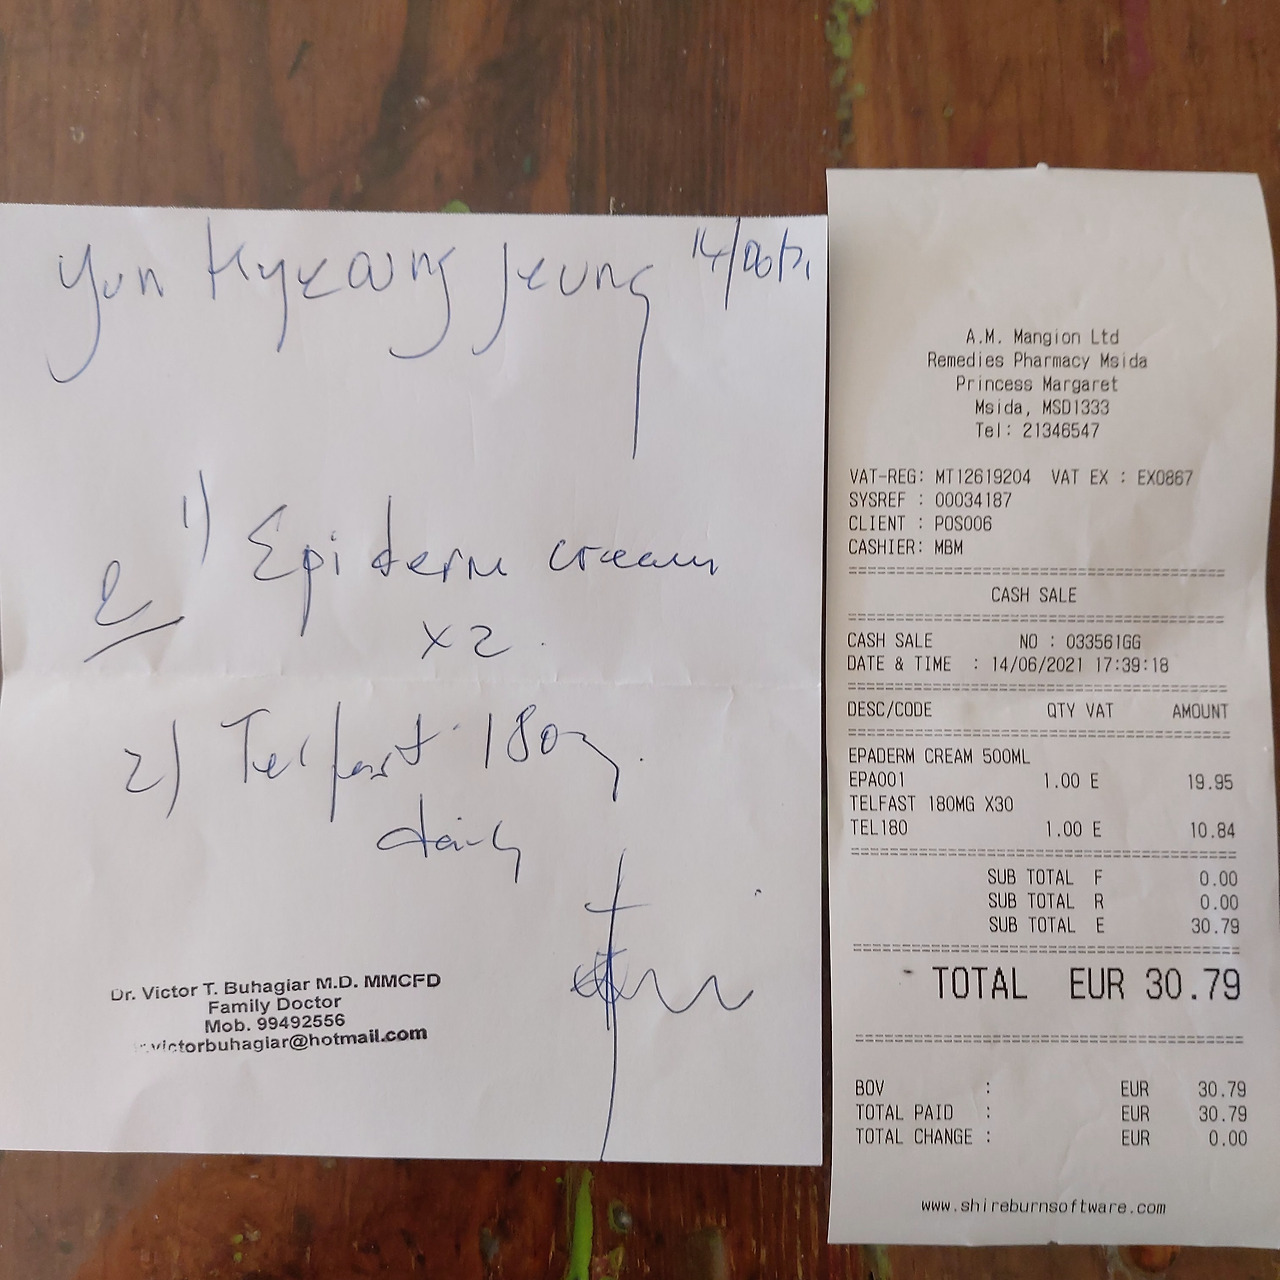 Yun Hyeoung Jeung 14/06/21
1) Epiderm cream
x2
2) Telfast 180mg
daily
Dr. Victor T. Buhagiar M.D. MMCFD
Family Doctor
Mob. 99492556
victorbuhagiar@hotmail.com
A.M. Mangion Ltd
Remedies Pharmacy Msida
Princess Margaret
Msida, MSD1333
Tel: 21346547
VAT-REG: MT12619204 VAT EX : EX0867
SYSREF : 00034187
CLIENT : POS006
CASHIER: MBM
CASH SALE
CASH SALE NO : 033561GG
DATE & TIME : 14/06/2021 17:39:18
DESC/CODE QTY VAT AMOUNT
EPADERM CREAM 500ML
EPA001 1.00 E 19.95
TELFAST 180MG X30
TEL180 1.00 E 10.84
SUB TOTAL F 0.00
SUB TOTAL R 0.00
SUB TOTAL E 30.79
TOTAL EUR 30.79
BOV : EUR 30.79
TOTAL PAID : EUR 30.79
TOTAL CHANGE : EUR 0.00
www.shireburnsoftware.com